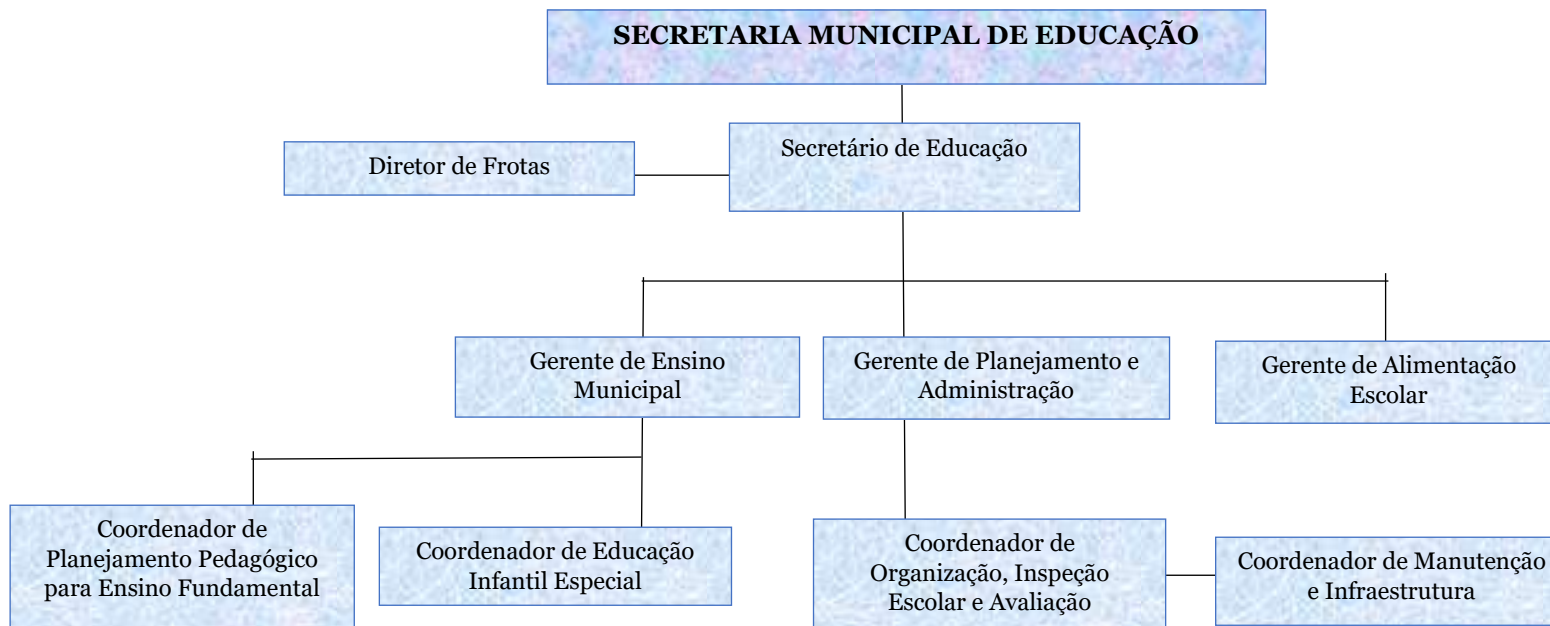 SECRETARIA MUNICIPAL DE EDUCAÇÃO
Diretor de Frotas
Secretário de Educação
Gerente de Ensino
Municipal
Gerente de Planejamento e
Administração
Gerente de Alimentação
Escolar
Coordenador de
Planejamento Pedagógico
para Ensino Fundamental
Coordenador de Educação
Infantil Especial
Coordenador de
Organização, Inspeção
Escolar e Avaliação
Coordenador de Manutenção
e Infraestrutura